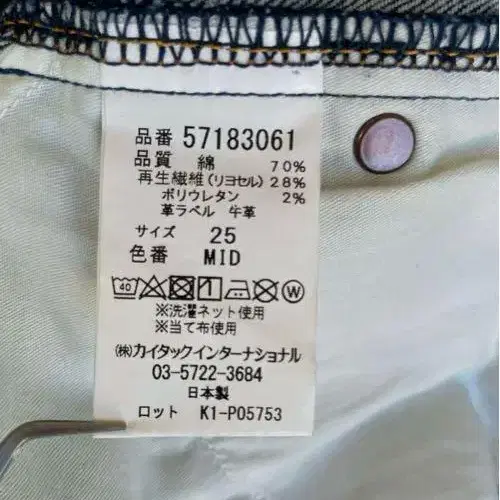 品番 57183061
品質 綿 70%
再生繊維(リヨセル) 28%
ポリウレタン 2%
革ラベル 牛革
サイズ 25
色番 MID
40 W
※洗濯ネット使用
※当て布使用
㈱カイタックインターナショナル
03-5722-3684
日本製
ロット K1-P05753